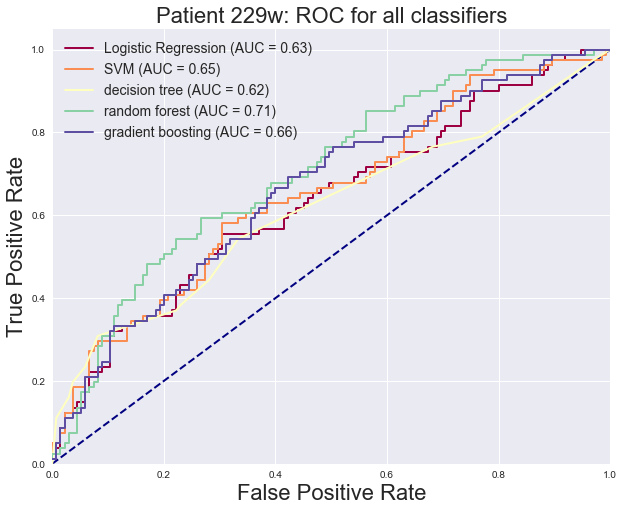 Patient 229w: ROC for all classifiers
Logistic Regression (AUC = 0.63)
SVM (AUC = 0.65)
decision tree (AUC = 0.62)
random forest (AUC = 0.71)
gradient boosting (AUC = 0.66)
True Positive Rate
1.0
0.8
0.6
0.4
0.2
0.0
0.0 0.2 0.4 0.6 0.8 1.0
False Positive Rate